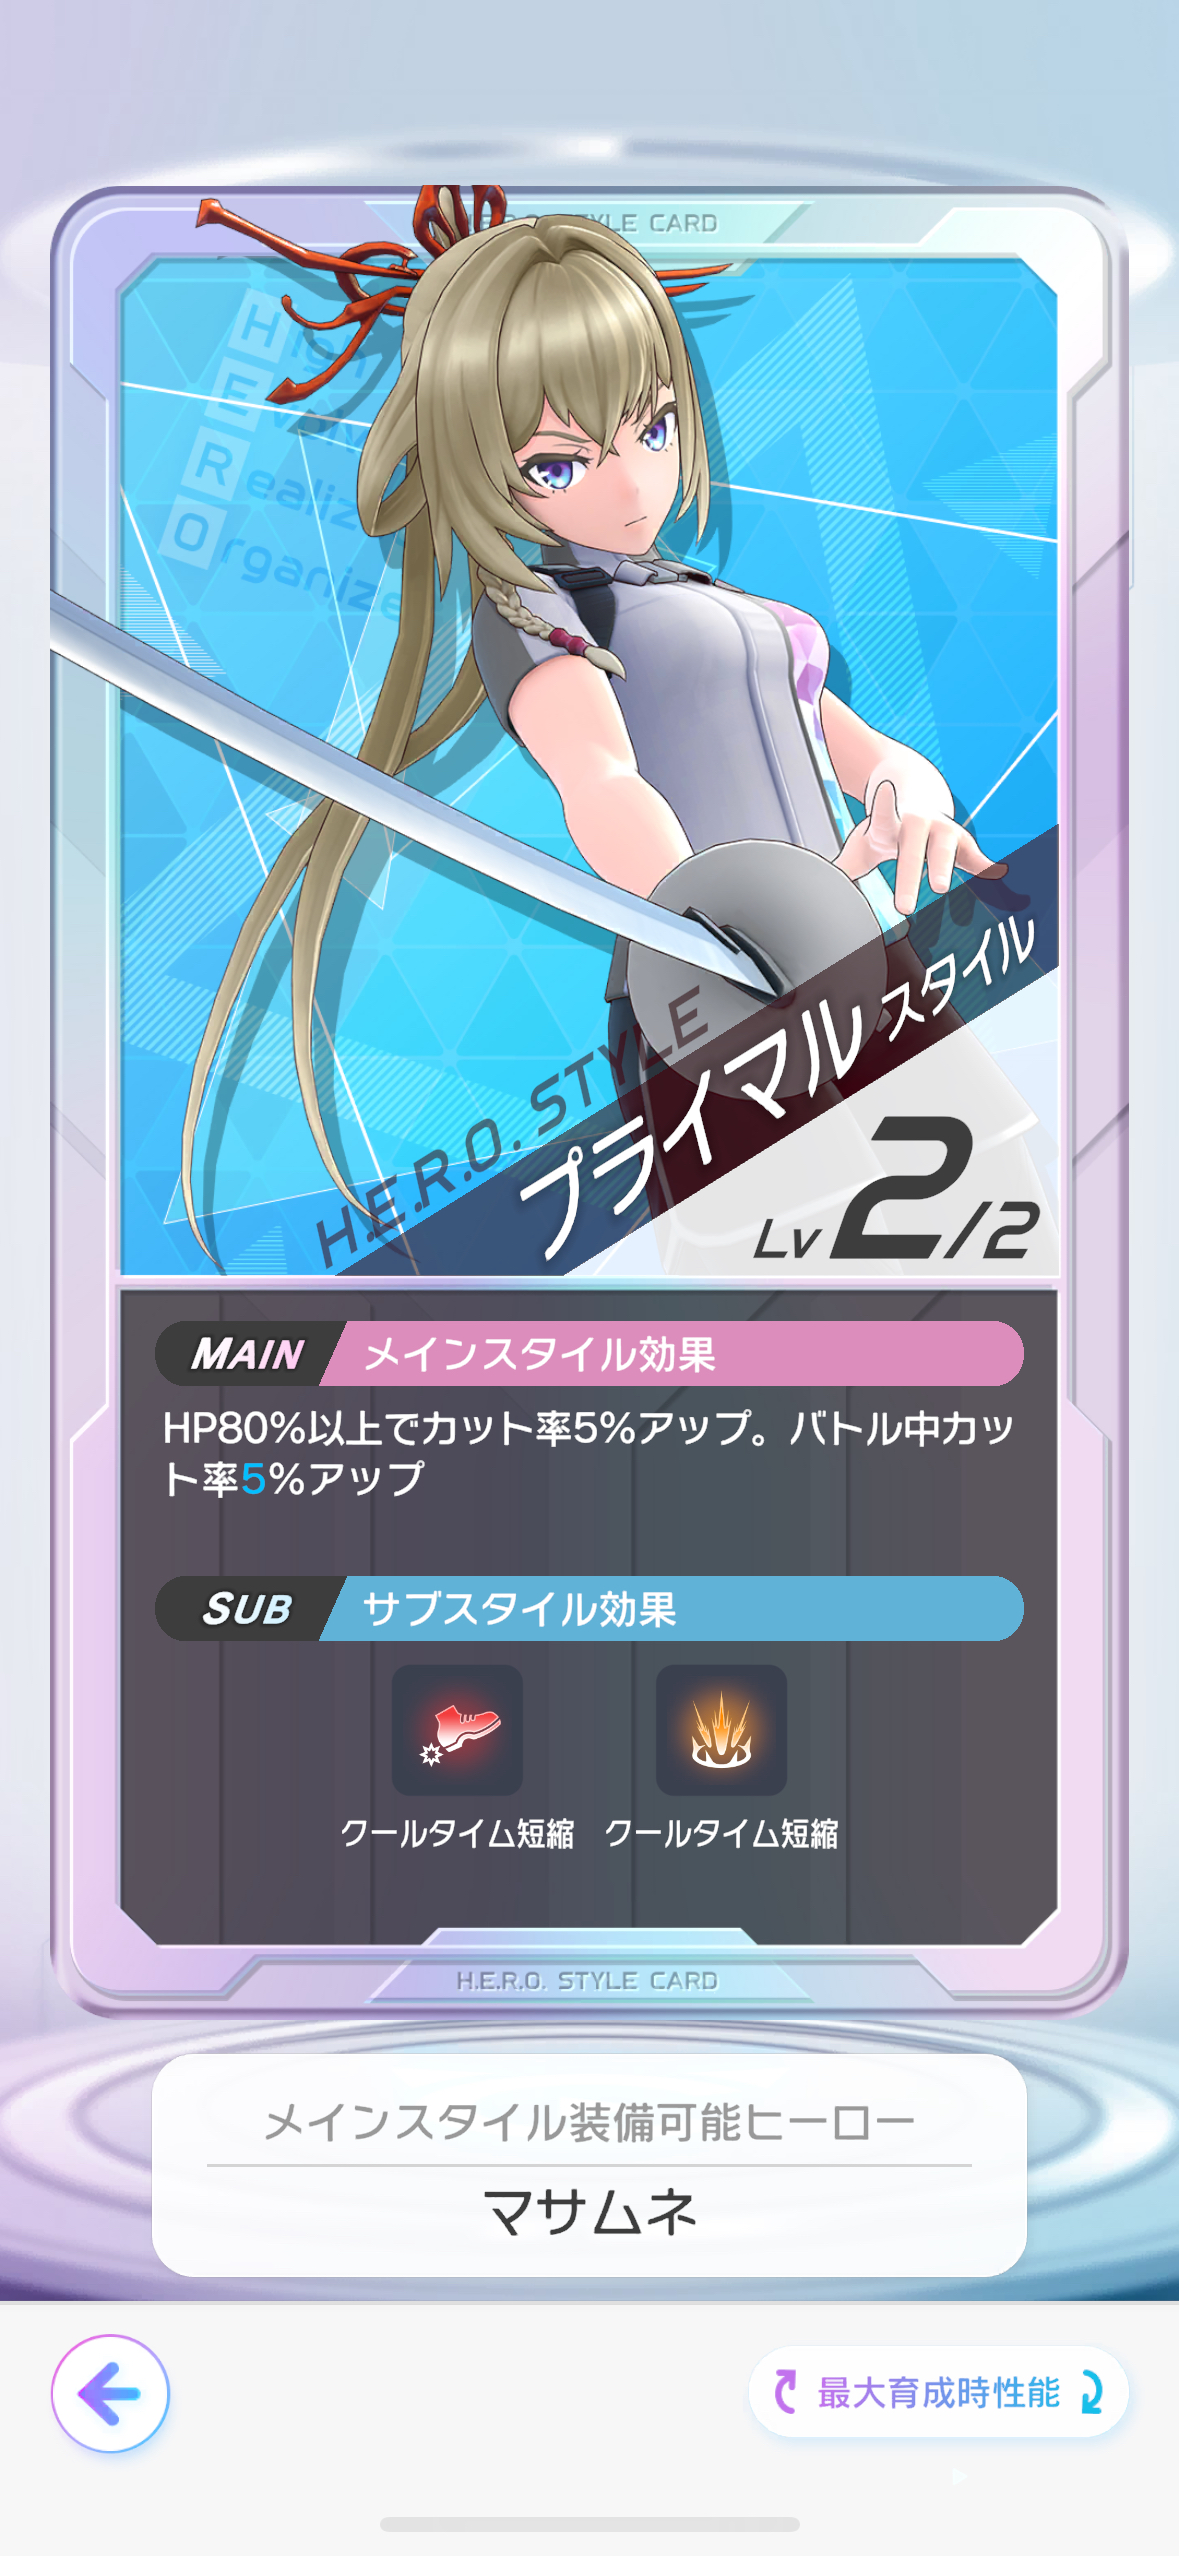 H.E.R.O. STYLE CARD
High
E
Realize
Organize
H.E.R.O. STYLE
プライマルスタイル
Lv 2/2
MAIN メインスタイル効果
HP80%以上でカット率5%アップ。バトル中カッ
ト率5%アップ
SUB サブスタイル効果
クールタイム短縮 クールタイム短縮
H.E.R.O. STYLE CARD
メインスタイル装備可能ヒーロー
マサムネ
最大育成時性能